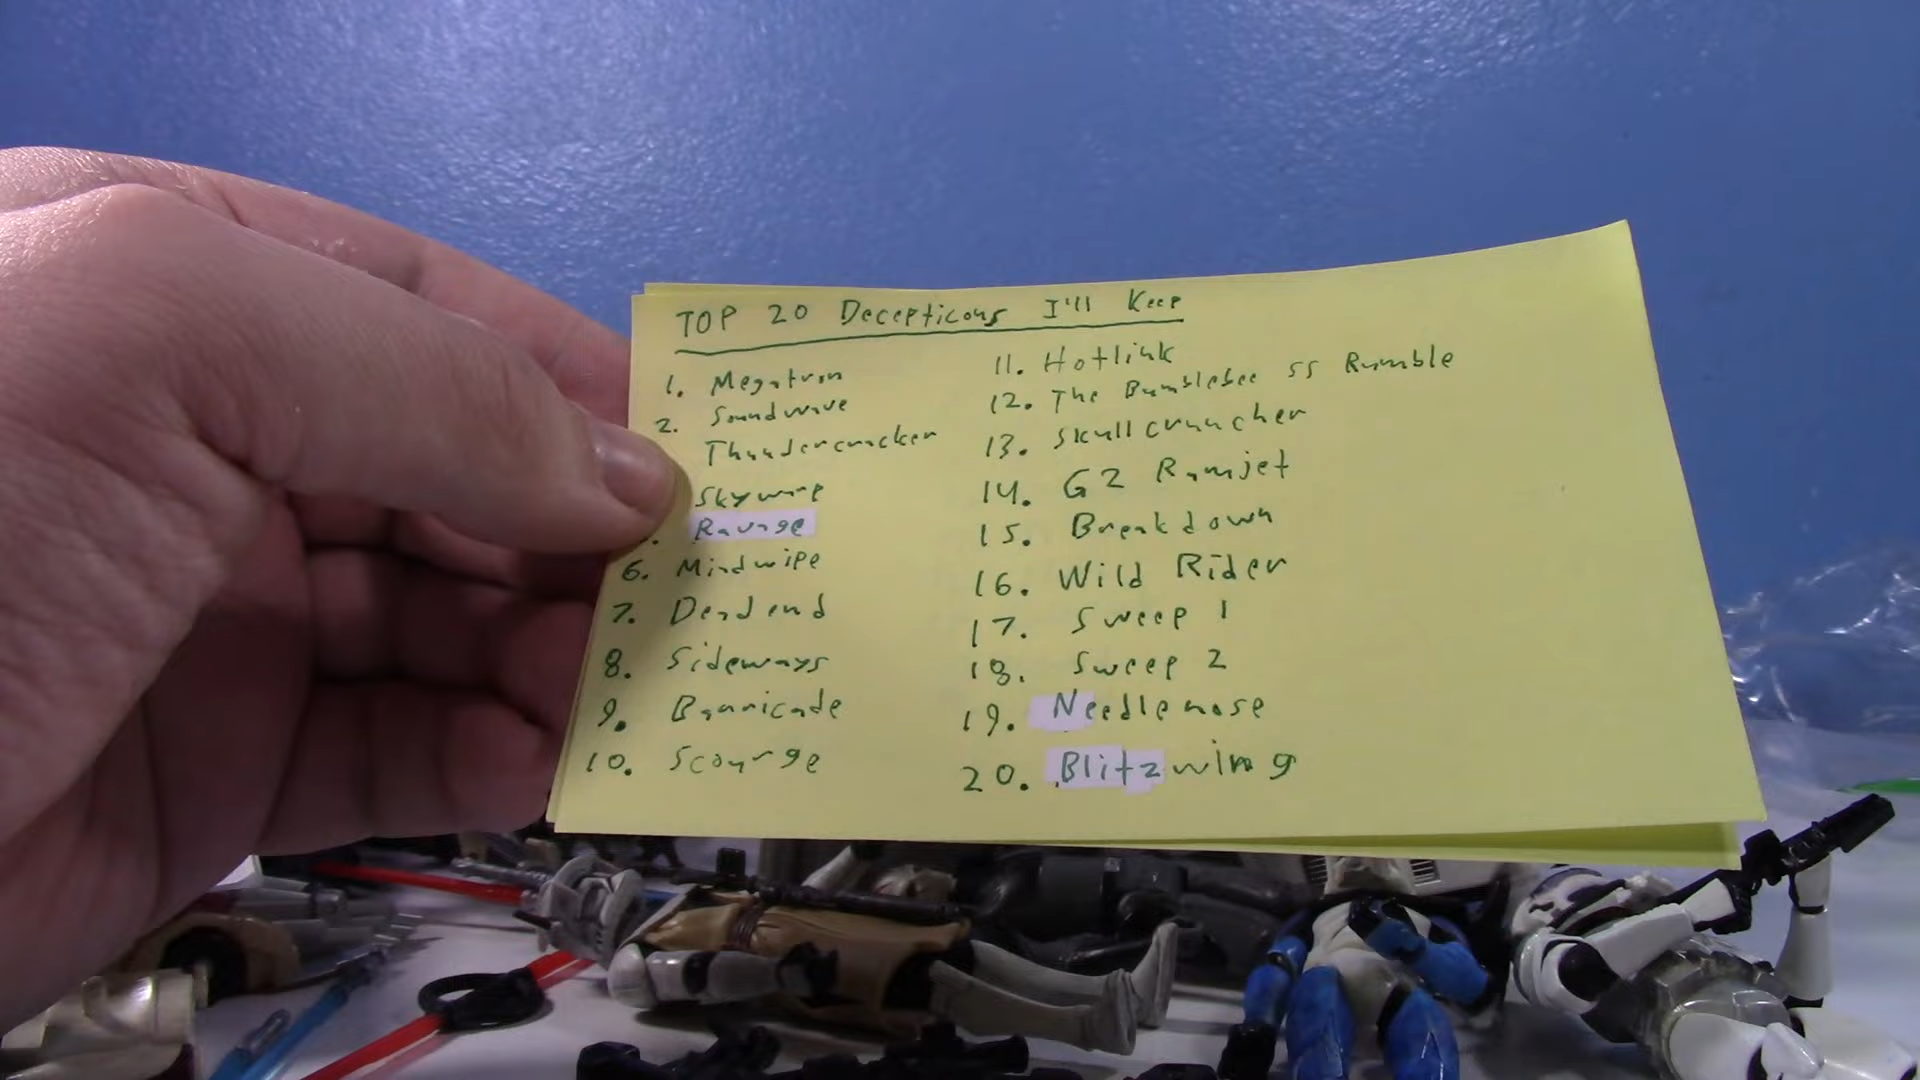 TOP 20 Decepticons I'll Keep
1. Megatron
2. Soundwave
Thundercracker
Skywarp
. Ravage
6. Mindwipe
7. Dead end
8. Sideways
9. Barricade
10. Scourge
11. Hotlink
12. The Bumblebee SS Rumble
13. Skullcruncher
14. G2 Ramjet
15. Breakdown
16. Wild Rider
17. Sweep 1
18. Sweep 2
19. Needlenose
20. Blitzwing